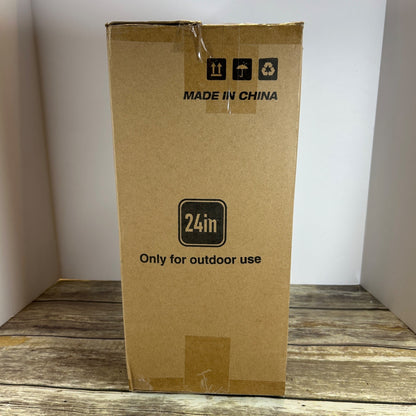 MADE IN CHINA
24in
Only for outdoor use